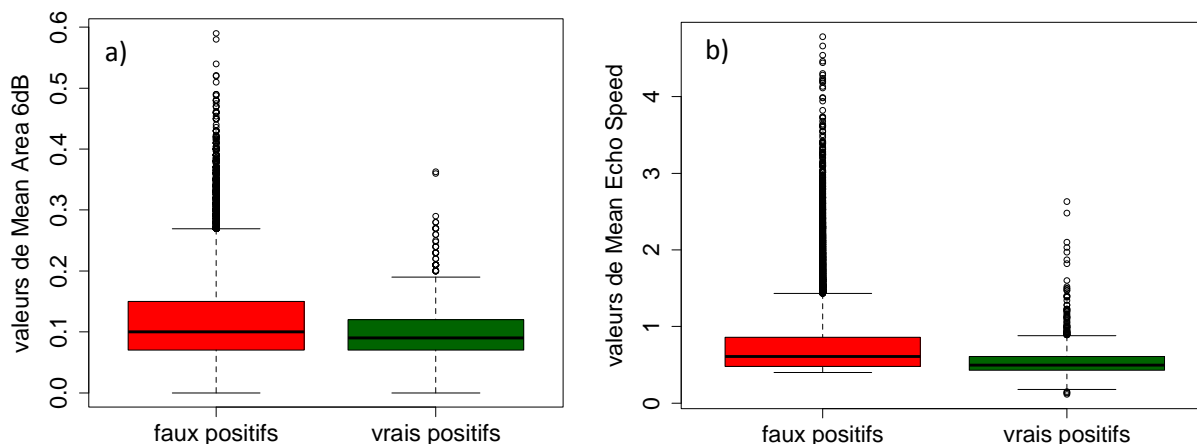 a)
valeurs de Mean Area 6dB
0.6
0.5
0.4
0.3
0.2
0.1
0.0
faux positifs
vrais positifs
b)
valeurs de Mean Echo Speed
4
3
2
1
0
faux positifs
vrais positifs